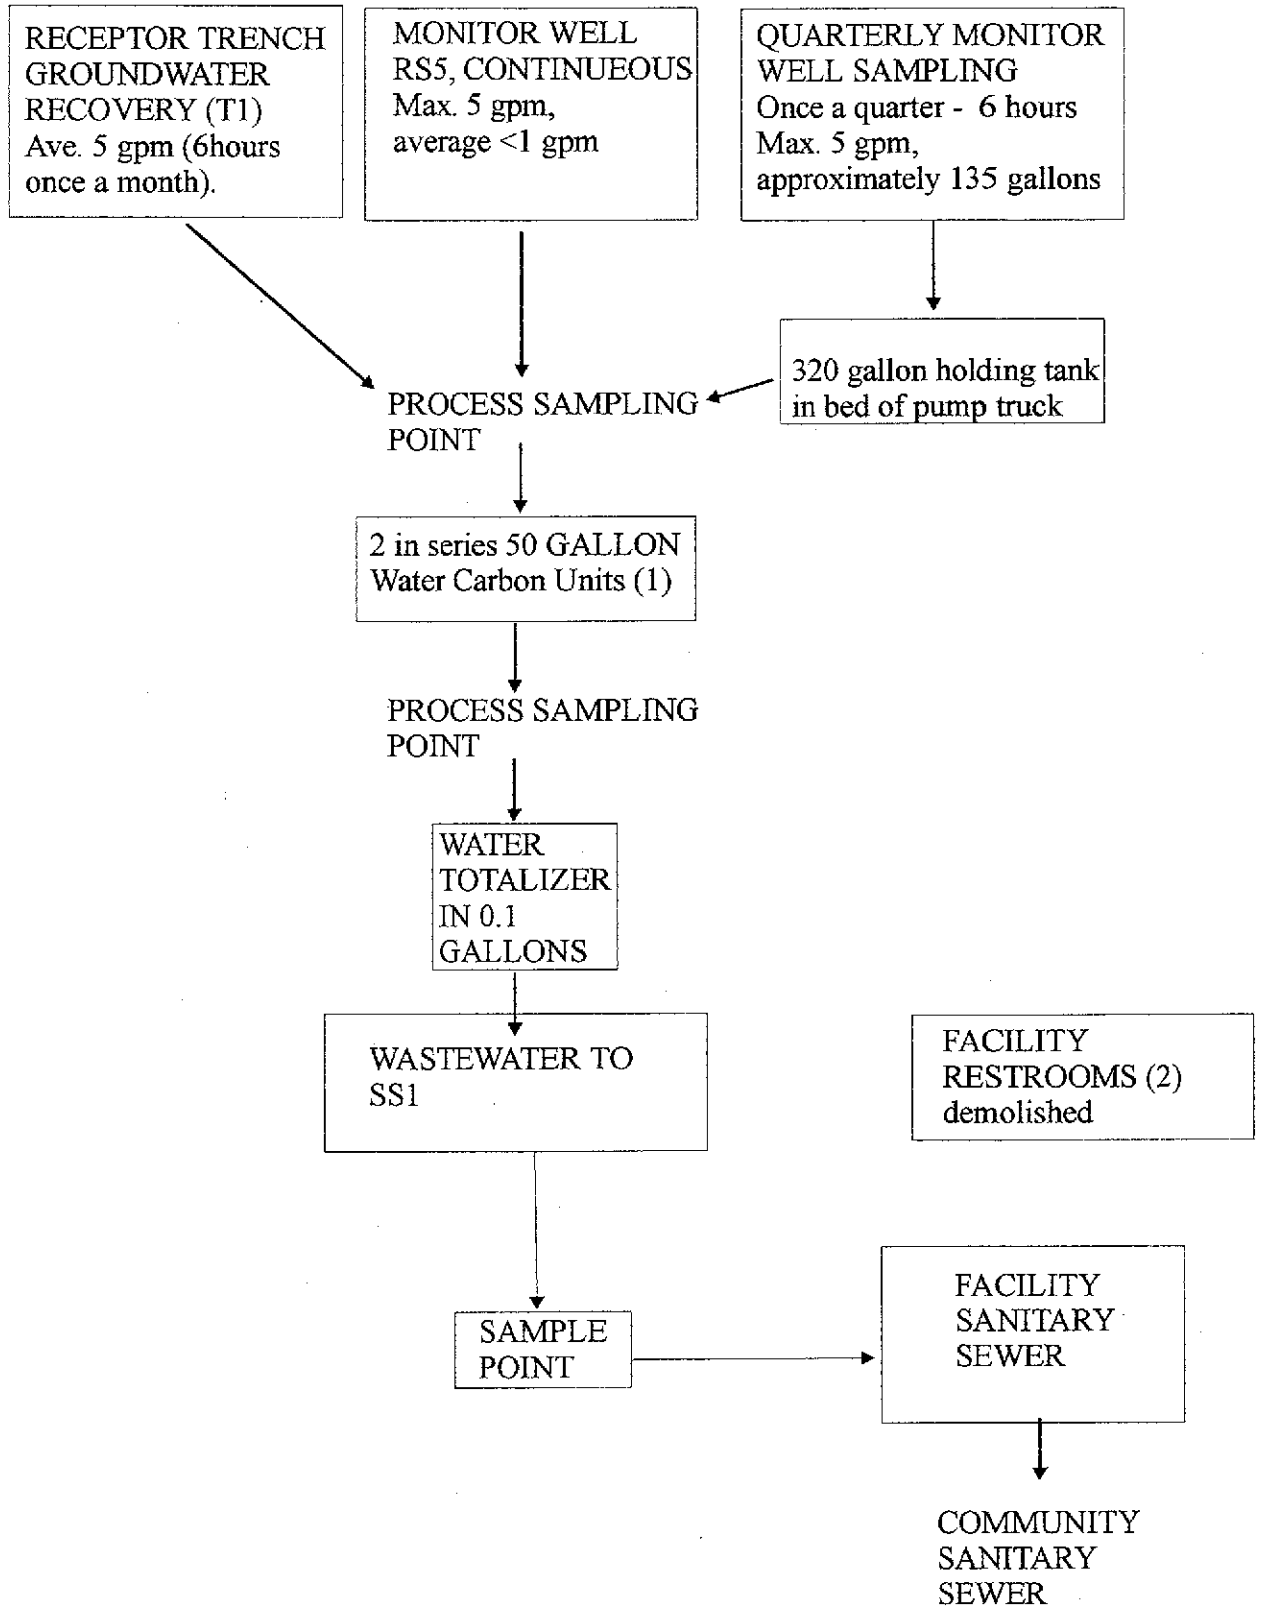 RECEPTOR TRENCH
GROUNDWATER
RECOVERY (T1)
Ave. 5 gpm (6hours
once a month).
MONITOR WELL
RS5, CONTINUEOUS
Max. 5 gpm,
average <1 gpm
QUARTERLY MONITOR
WELL SAMPLING
Once a quarter - 6 hours
Max. 5 gpm,
approximately 135 gallons
320 gallon holding tank
in bed of pump truck
PROCESS SAMPLING
POINT
2 in series 50 GALLON
Water Carbon Units (1)
PROCESS SAMPLING
POINT
WATER
TOTALIZER
IN 0.1
GALLONS
WASTEWATER TO
SS1
FACILITY
RESTROOMS (2)
demolished
SAMPLE
POINT
FACILITY
SANITARY
SEWER
COMMUNITY
SANITARY
SEWER